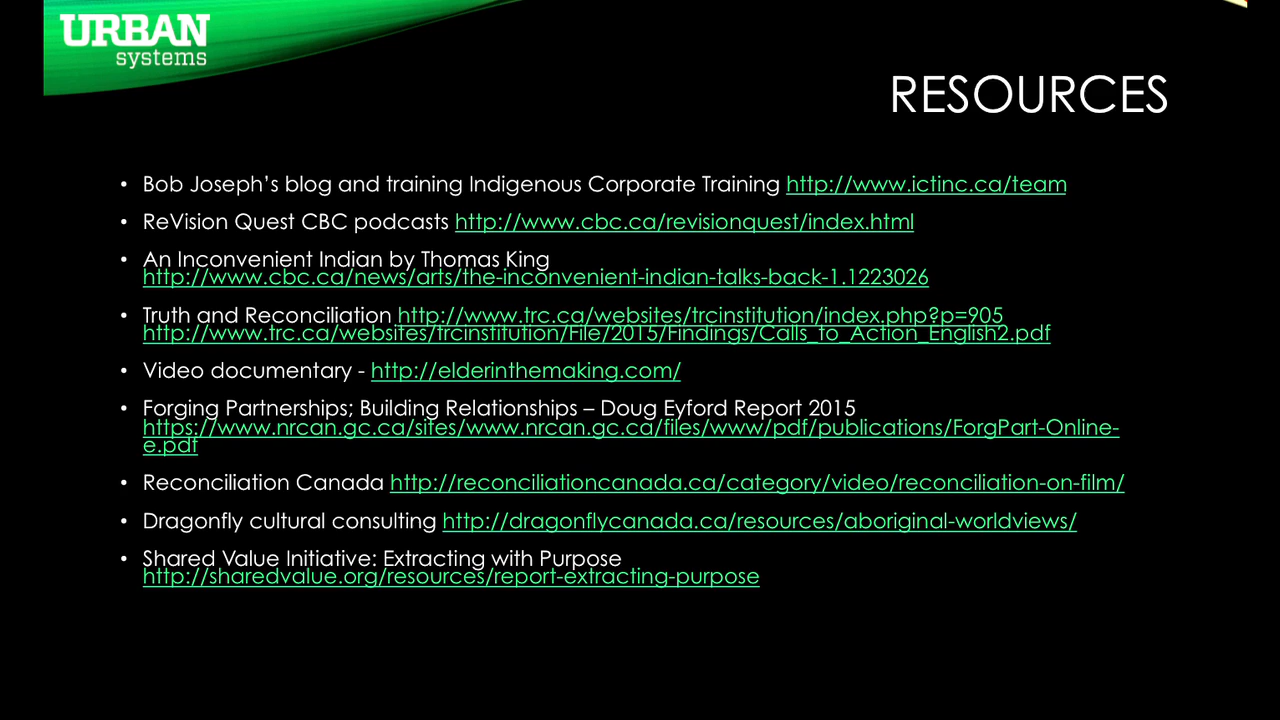 URBAN
systems
RESOURCES
• Bob Joseph’s blog and training Indigenous Corporate Training http://www.ictinc.ca/team
• ReVision Quest CBC podcasts http://www.cbc.ca/revisionquest/index.html
• An Inconvenient Indian by Thomas King
http://www.cbc.ca/news/arts/the-inconvenient-indian-talks-back-1.1223026
• Truth and Reconciliation http://www.trc.ca/websites/trcinstitution/index.php?p=905
http://www.trc.ca/websites/trcinstitution/File/2015/Findings/Calls_to_Action_English2.pdf
• Video documentary - http://elderinthemaking.com/
• Forging Partnerships; Building Relationships – Doug Eyford Report 2015
https://www.nrcan.gc.ca/sites/www.nrcan.gc.ca/files/www/pdf/publications/ForgPart-Online-
e.pdf
• Reconciliation Canada http://reconciliationcanada.ca/category/video/reconciliation-on-film/
• Dragonfly cultural consulting http://dragonflycanada.ca/resources/aboriginal-worldviews/
• Shared Value Initiative: Extracting with Purpose
http://sharedvalue.org/resources/report-extracting-purpose